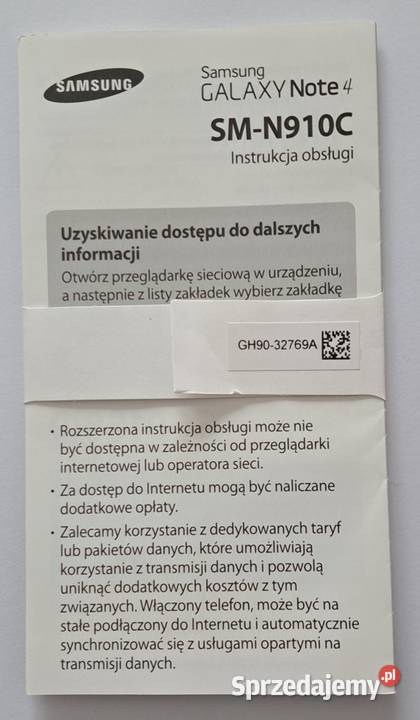 SAMSUNG
Samsung
GALAXY Note 4
SM-N910C
Instrukcja obsługi
Uzyskiwanie dostępu do dalszych
informacji
Otwórz przeglądarkę sieciową w urządzeniu,
a następnie z listy zakładek wybierz zakładkę
GH90-32769A
• Rozszerzona instrukcja obsługi może nie
być dostępna w zależności od przeglądarki
internetowej lub operatora sieci.
• Za dostęp do Internetu mogą być naliczane
dodatkowe opłaty.
• Zalecamy korzystanie z dedykowanych taryf
lub pakietów danych, które umożliwiają
korzystanie z transmisji danych i pozwolą
uniknąć dodatkowych kosztów z tym
związanych. Włączony telefon, może być na
stałe podłączony do Internetu i automatycznie
synchronizować się z usługami opartymi na
transmisji danych.
Sprzedajemy.pl